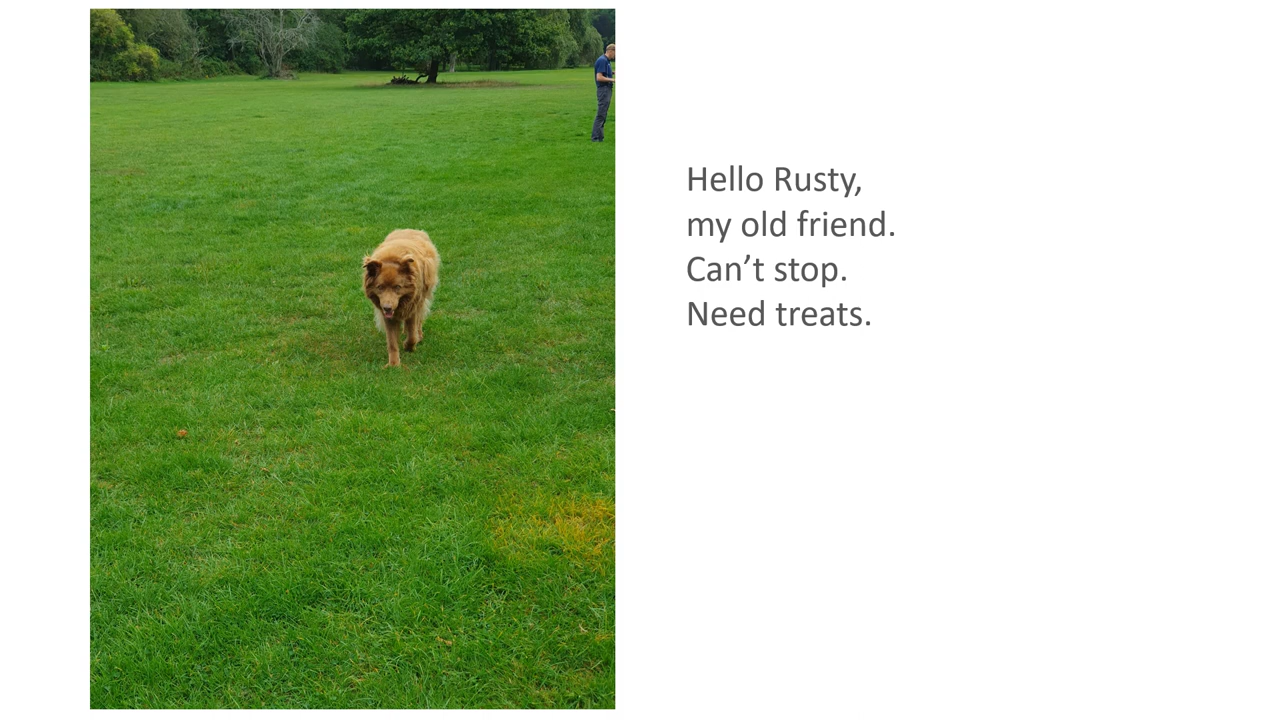 Hello Rusty,
my old friend.
Can’t stop.
Need treats.